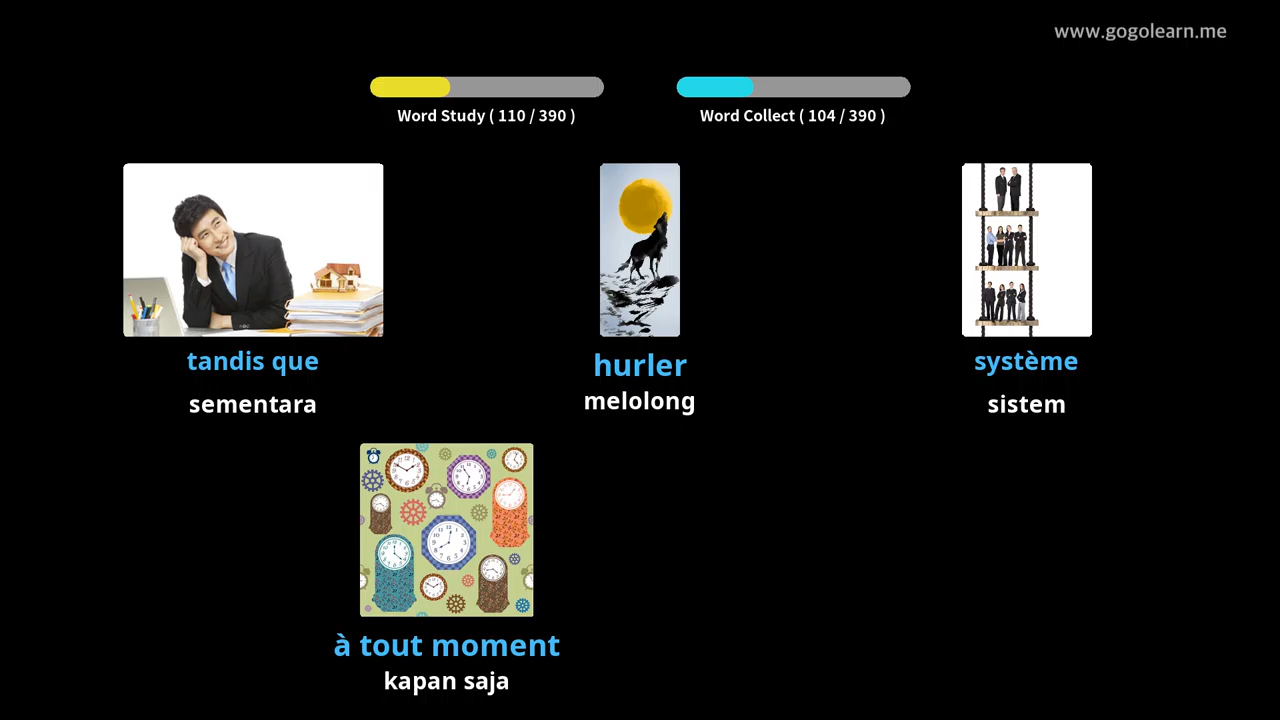 www.gogolearn.me
Word Study ( 110 / 390 )
Word Collect ( 104 / 390 )
tandis que
sementara
hurler
melolong
système
sistem
à tout moment
kapan saja